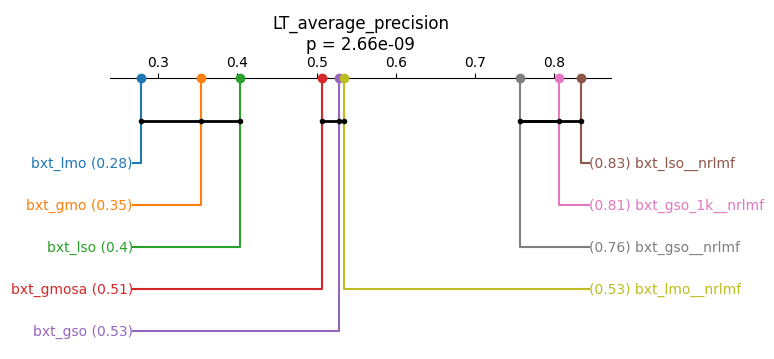 LT_average_precision
p = 2.66e-09
0.3 0.4 0.5 0.6 0.7 0.8
bxt_lmo (0.28)
(0.83) bxt_lso__nrlmf
bxt_gmo (0.35)
(0.81) bxt_gso_1k__nrlmf
bxt_lso (0.4)
(0.76) bxt_gso__nrlmf
bxt_gmosa (0.51)
(0.53) bxt_lmo__nrlmf
bxt_gso (0.53)